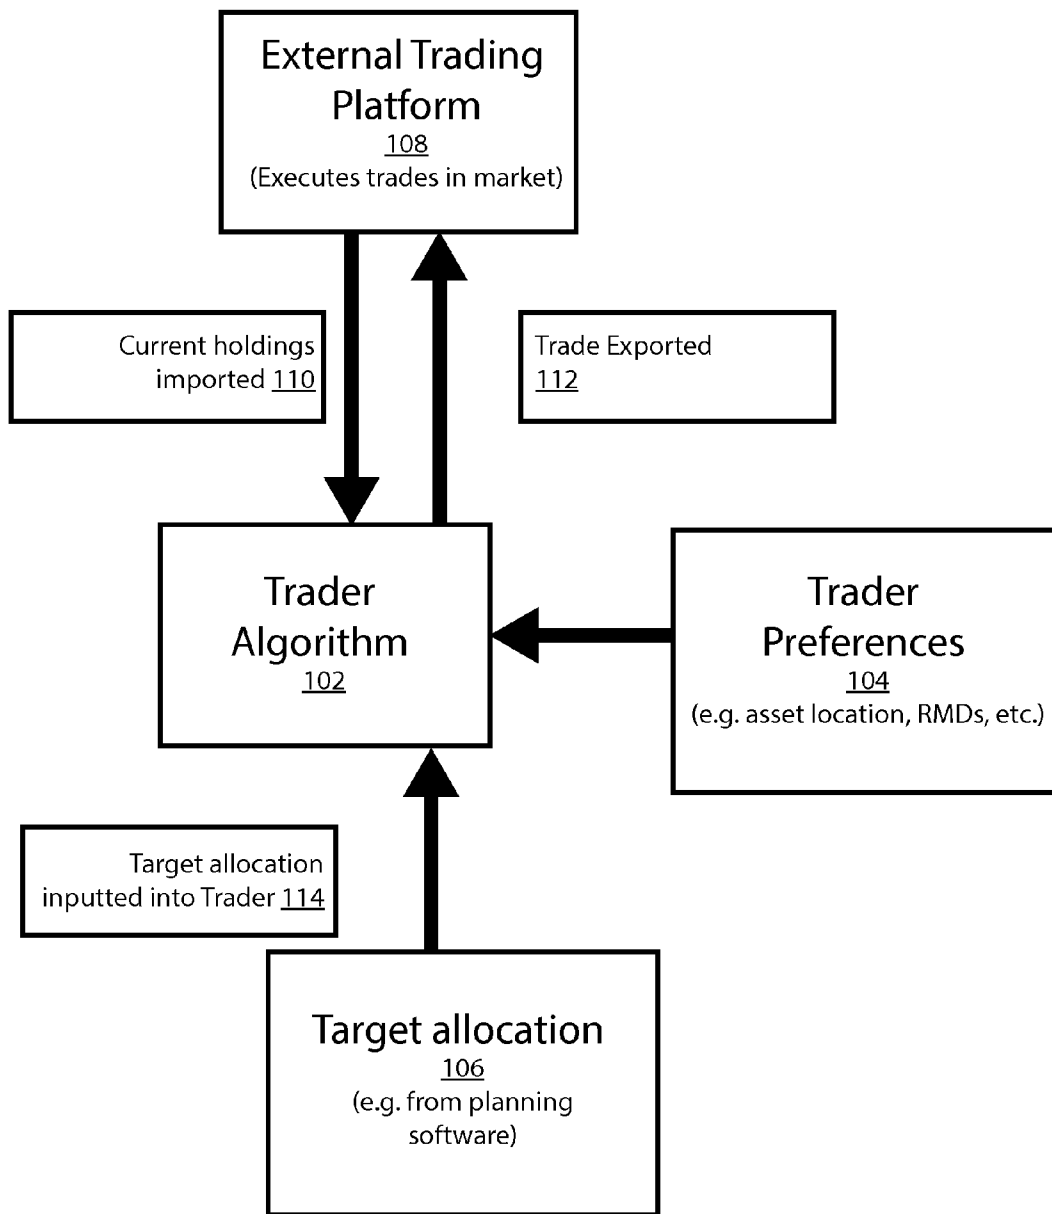 External Trading
Platform
108
(Executes trades in market)
Current holdings
imported 110
Trade Exported
112
Trader
Algorithm
102
Trader
Preferences
104
(e.g. asset location, RMDs, etc.)
Target allocation
inputted into Trader 114
Target allocation
106
(e.g. from planning
software)